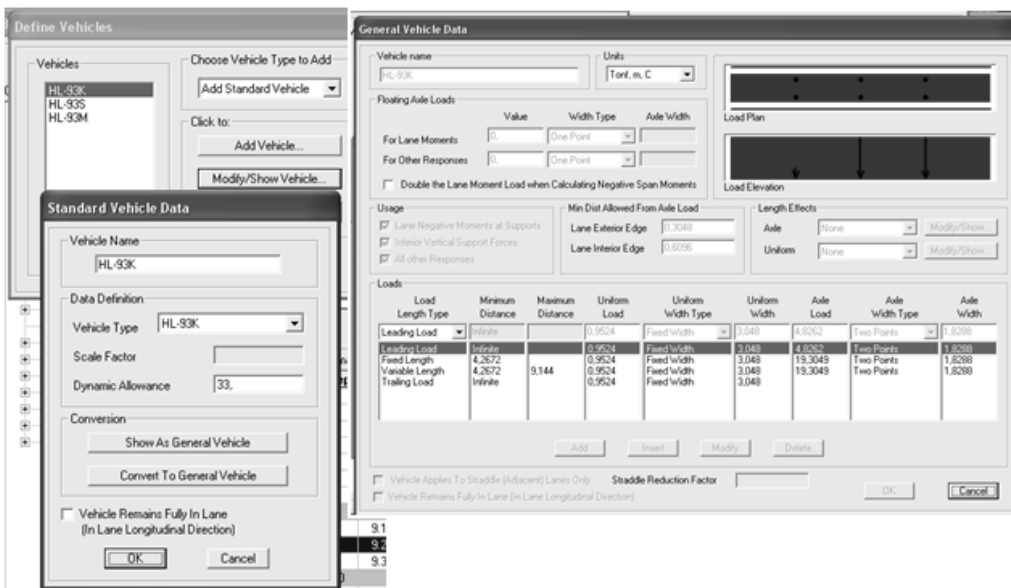 Define Vehicles
Vehicles
HL-93K
HL-93S
HL-93M
Choose Vehicle Type to Add
Add Standard Vehicle
Click to:
Add Vehicle...
Modify/Show Vehicle...
Standard Vehicle Data
Vehicle Name
HL-93K
Data Definition
Vehicle Type HL-93K
Scale Factor
Dynamic Allowance 33,
Conversion
Show As General Vehicle
Convert To General Vehicle
Vehicle Remains Fully In Lane
(In Lane Longitudinal Direction)
OK Cancel
9.1
9.2
9.3
General Vehicle Data
Vehicle name
HL-93K
Units
Tonf, m, C
Floating Axle Loads
Value Width Type Axle Width
For Lane Moments 0, One Point
For Other Responses 0, One Point
Double the Lane Moment Load when Calculating Negative Span Moments
Load Plan
Load Elevation
Usage
Lane Negative Moments at Supports
Interior Vertical Support Forces
All other Responses
Min Dist Allowed From Axle Load
Lane Exterior Edge 0,3048
Lane Interior Edge 0,6096
Length Effects
Axle None Modify/Show...
Uniform None Modify/Show...
Loads
Load Minimum Maximum Uniform Uniform Uniform Axle Axle Axle
Length Type Distance Distance Load Width Type Width Load Width Type Width
Leading Load Infinite 0,9524 Fixed Width 3,048 4,8262 Two Points 1,8288
Leading Load Infinite 0,9524 Fixed Width 3,048 4,8262 Two Points 1,8288
Fixed Length 4,2672 0,9524 Fixed Width 3,048 19,3049 Two Points 1,8288
Variable Length 4,2672 9,144 0,9524 Fixed Width 3,048 19,3049 Two Points 1,8288
Trailing Load Infinite 0,9524 Fixed Width 3,048
Add Insert Modify Delete
Vehicle Applies To Straddle (Adjacent) Lanes Only Straddle Reduction Factor
Vehicle Remains Fully In Lane (In Lane Longitudinal Direction)
OK Cancel